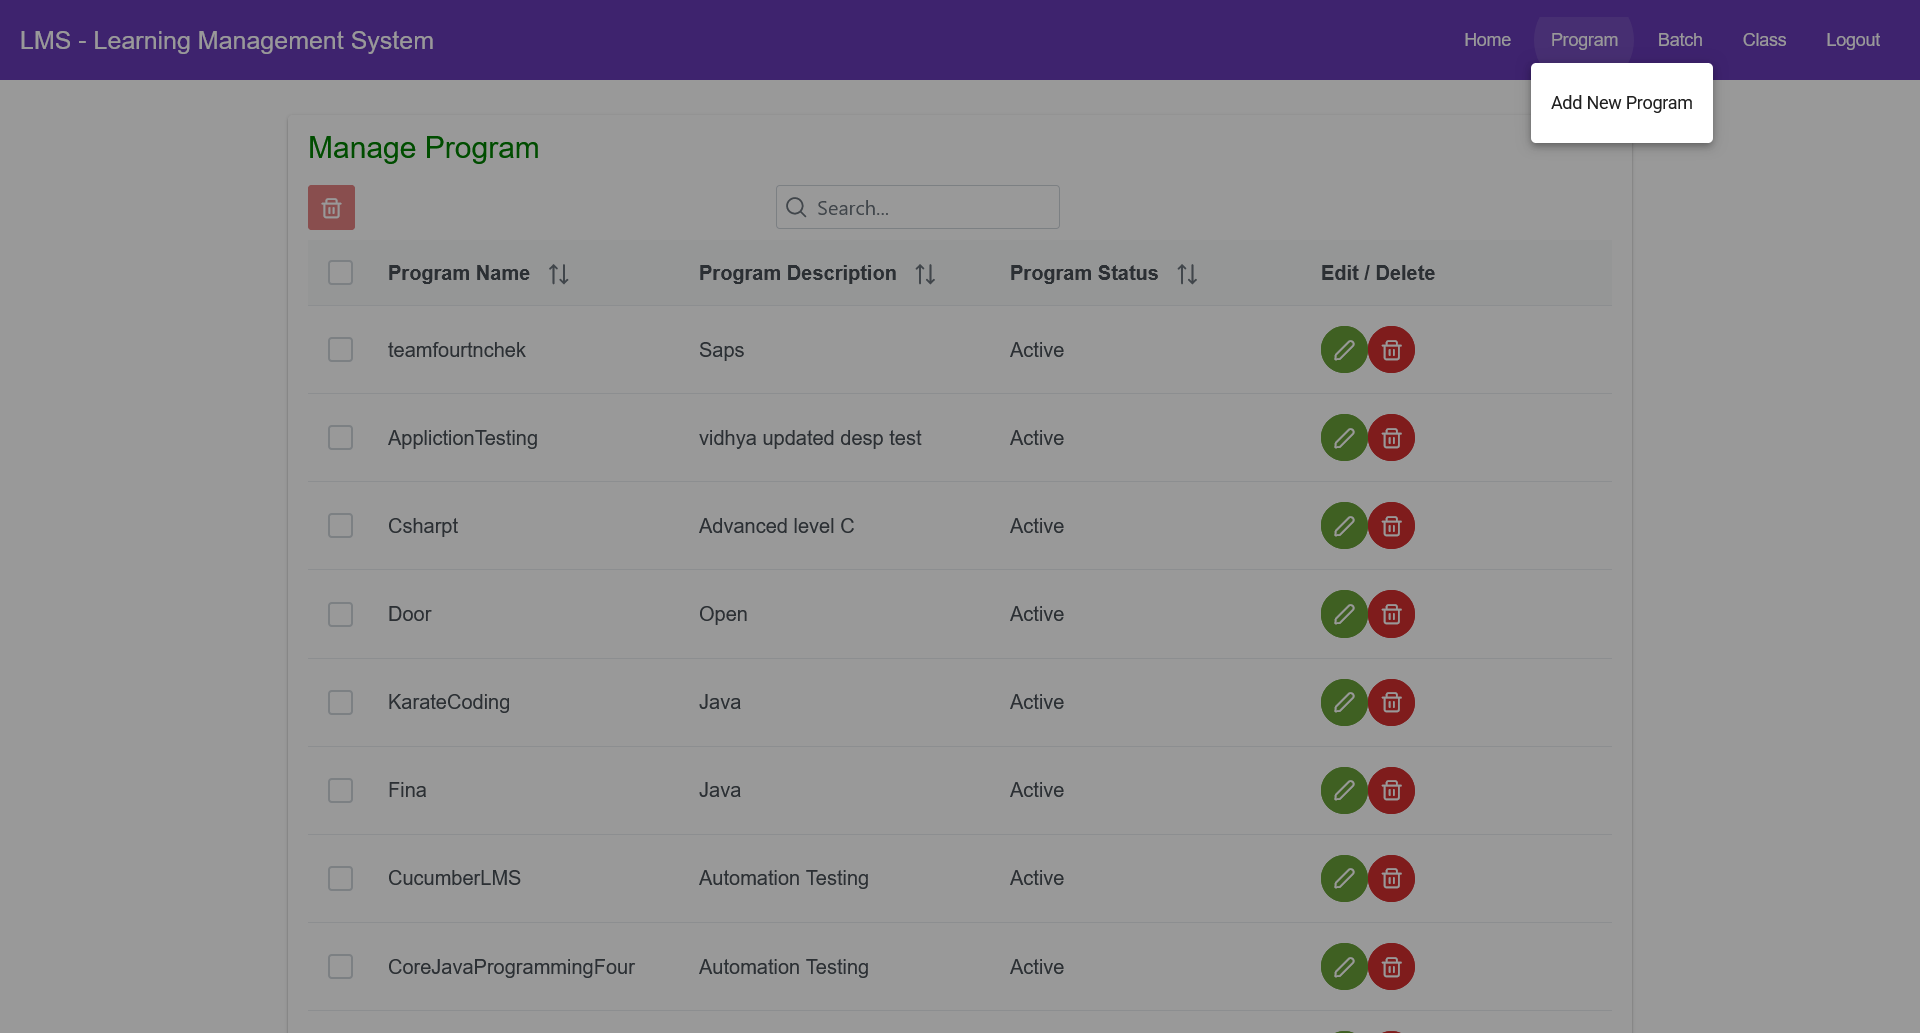 LMS - Learning Management System Home Program Batch Class Logout
Add New Program
Manage Program
Search...
Program Name Program Description Program Status Edit / Delete
teamfourtnchek Saps Active
ApplictionTesting vidhya updated desp test Active
Csharpt Advanced level C Active
Door Open Active
KarateCoding Java Active
Fina Java Active
CucumberLMS Automation Testing Active
CoreJavaProgrammingFour Automation Testing Active